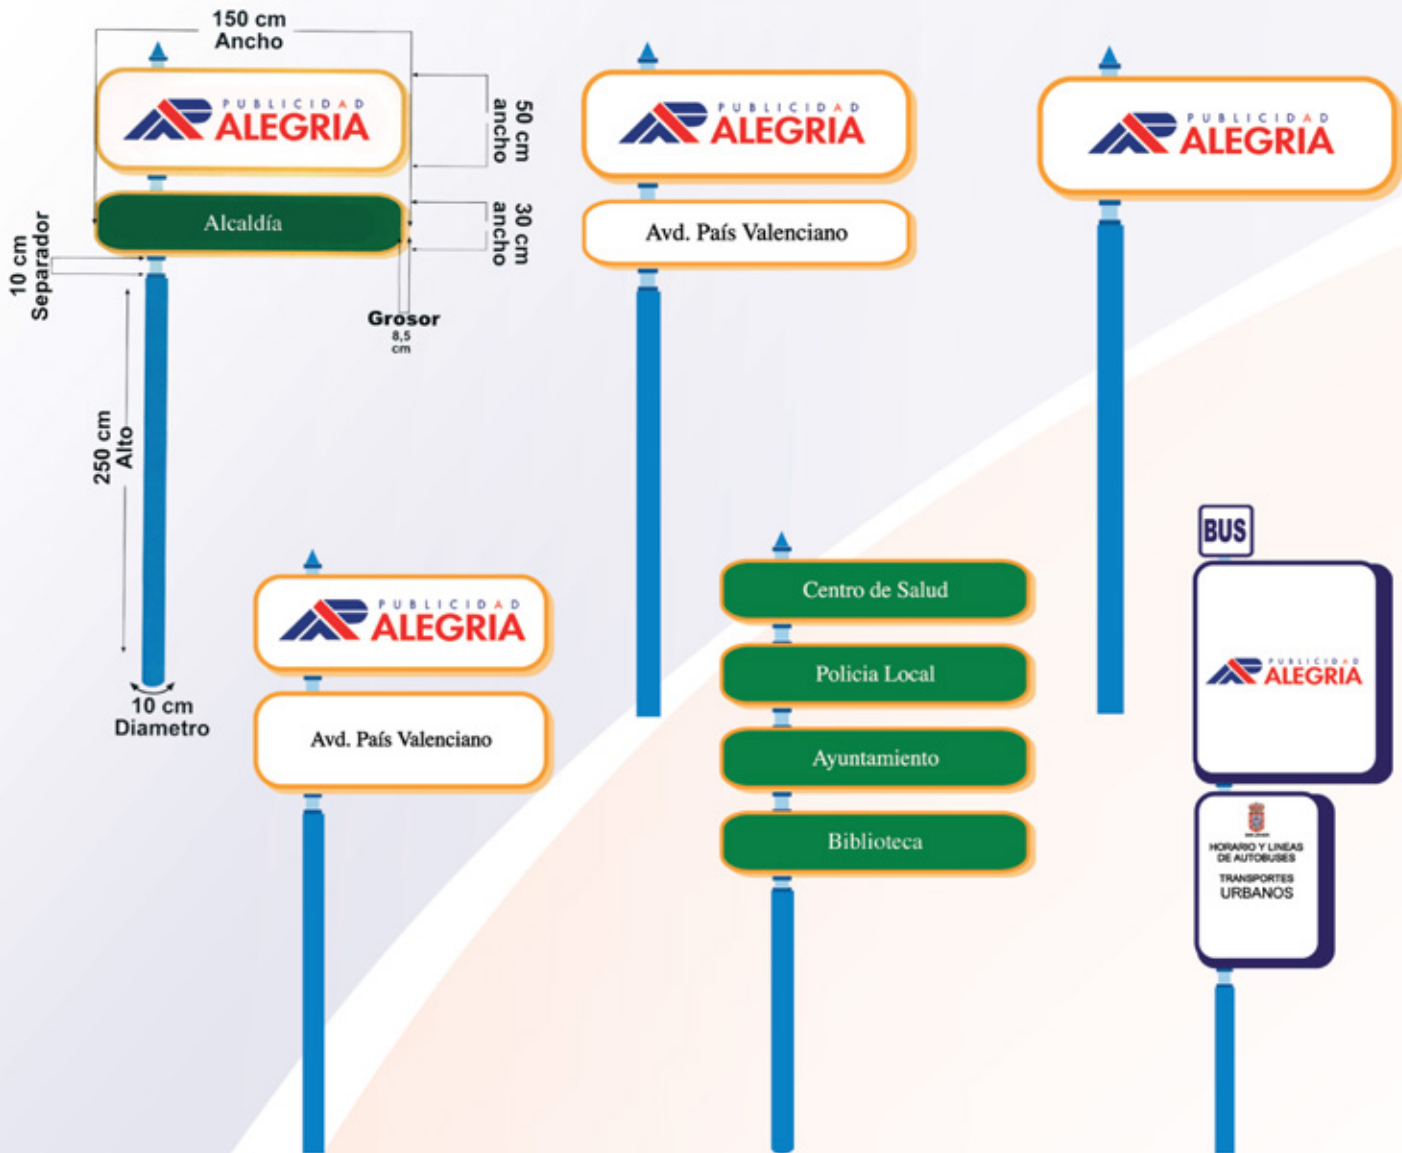 150 cm
Ancho
PUBLICIDAD
ALEGRIA
50 cm
ancho
Alcaldía
30 cm
ancho
10 cm
Separador
Grosor
8,5
cm
250 cm
Alto
10 cm
Diametro
PUBLICIDAD
ALEGRIA
Avd. País Valenciano
PUBLICIDAD
ALEGRIA
PUBLICIDAD
ALEGRIA
Avd. País Valenciano
Centro de Salud
Policia Local
Ayuntamiento
Biblioteca
BUS
PUBLICIDAD
ALEGRIA
HORARIO Y LINEAS
DE AUTOBUSES
TRANSPORTES
URBANOS